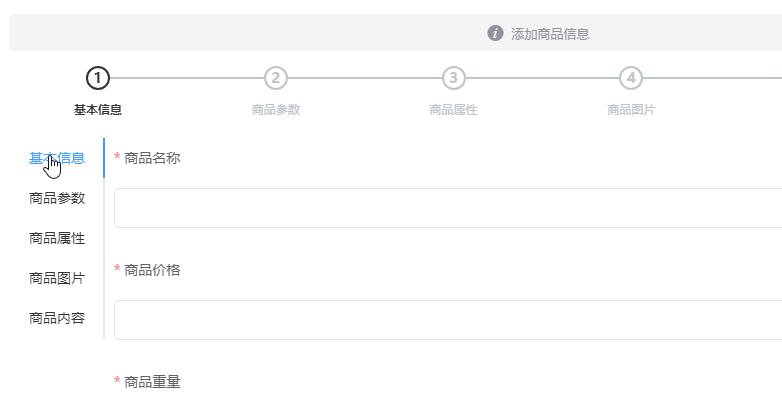 添加商品信息
1 2 3 4
基本信息 商品参数 商品属性 商品图片
基本信息
商品参数
商品属性
商品图片
商品内容
* 商品名称
* 商品价格
* 商品重量